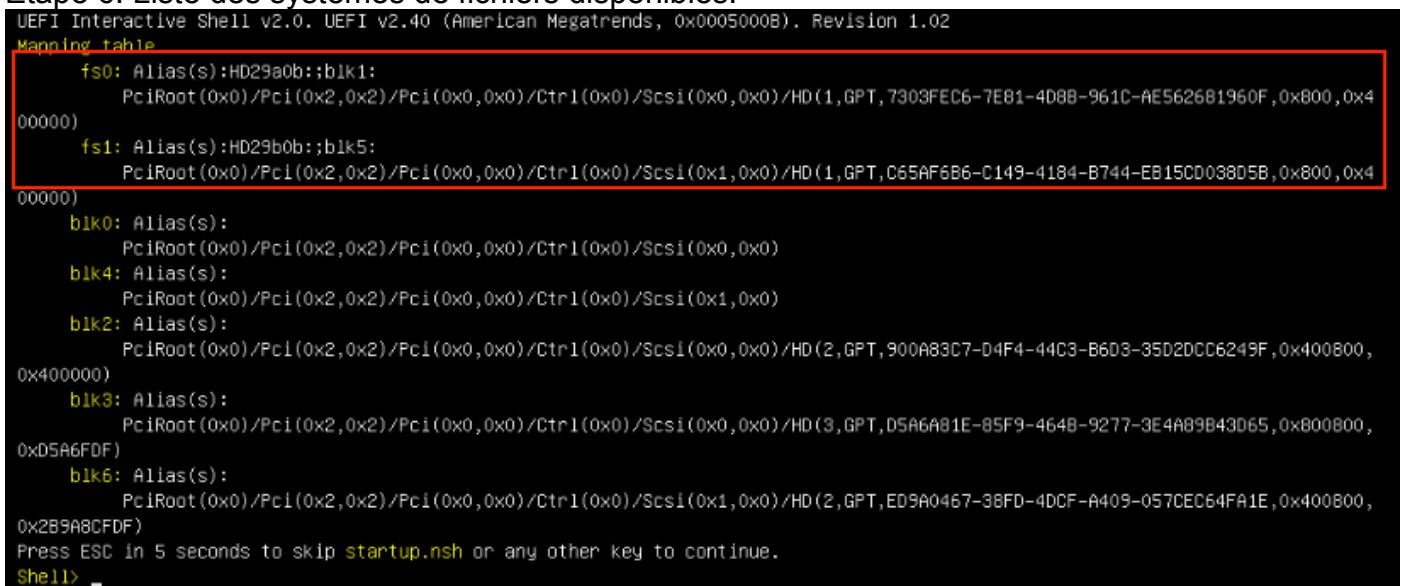 Étape 6. Liste des systèmes de fichiers disponibles.
UEFI Interactive Shell v2.0. UEFI v2.40 (American Megatrends, 0x0005000B). Revision 1.02
Mapping table
fs0: Alias(s):HD29a0b:;blk1:
PciRoot(0x0)/Pci(0x2,0x2)/Pci(0x0,0x0)/Ctrl(0x0)/Scsi(0x0,0x0)/HD(1,GPT,7303FEC6-7E81-4D8B-961C-AE562681960F,0x800,0x4
00000)
fs1: Alias(s):HD29b0b:;blk5:
PciRoot(0x0)/Pci(0x2,0x2)/Pci(0x0,0x0)/Ctrl(0x0)/Scsi(0x1,0x0)/HD(1,GPT,C65AF6B6-C149-4184-B744-EB15CD038D5B,0x800,0x4
00000)
blk0: Alias(s):
PciRoot(0x0)/Pci(0x2,0x2)/Pci(0x0,0x0)/Ctrl(0x0)/Scsi(0x0,0x0)
blk4: Alias(s):
PciRoot(0x0)/Pci(0x2,0x2)/Pci(0x0,0x0)/Ctrl(0x0)/Scsi(0x1,0x0)
blk2: Alias(s):
PciRoot(0x0)/Pci(0x2,0x2)/Pci(0x0,0x0)/Ctrl(0x0)/Scsi(0x0,0x0)/HD(2,GPT,900A83C7-D4F4-44C3-B6D3-35D2DCC6249F,0x400800,
0x400000)
blk3: Alias(s):
PciRoot(0x0)/Pci(0x2,0x2)/Pci(0x0,0x0)/Ctrl(0x0)/Scsi(0x0,0x0)/HD(3,GPT,D5A6A81E-85F9-464B-9277-3E4A89B43D65,0x800800,
0xD5A6FDF)
blk6: Alias(s):
PciRoot(0x0)/Pci(0x2,0x2)/Pci(0x0,0x0)/Ctrl(0x0)/Scsi(0x1,0x0)/HD(2,GPT,ED9A0467-38FD-4DCF-A409-057CEC64FA1E,0x400800,
0x2B9A8CFDF)
Press ESC in 5 seconds to skip startup.nsh or any other key to continue.
Shell> _